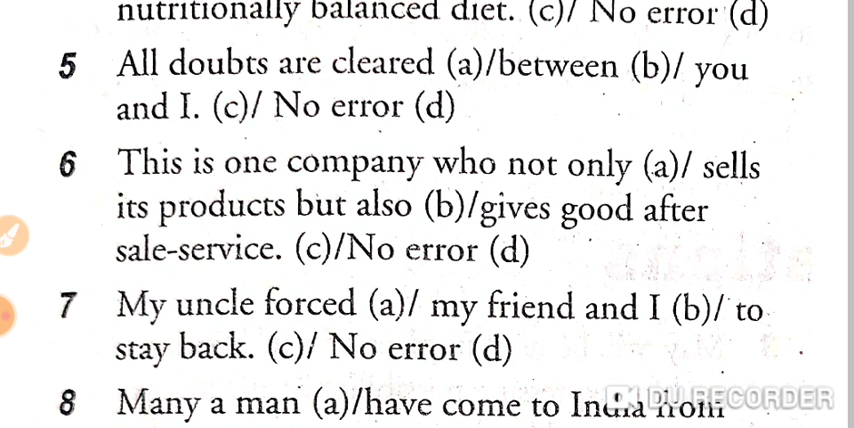 nutritionally balanced diet. (c)/ No error (d)
5 All doubts are cleared (a)/between (b)/ you
and I. (c)/ No error (d)
6 This is one company who not only (a)/ sells
its products but also (b)/gives good after
sale-service. (c)/No error (d)
7 My uncle forced (a)/ my friend and I (b)/ to
stay back. (c)/ No error (d)
8 Many a man (a)/have come to India from
DU RECORDER